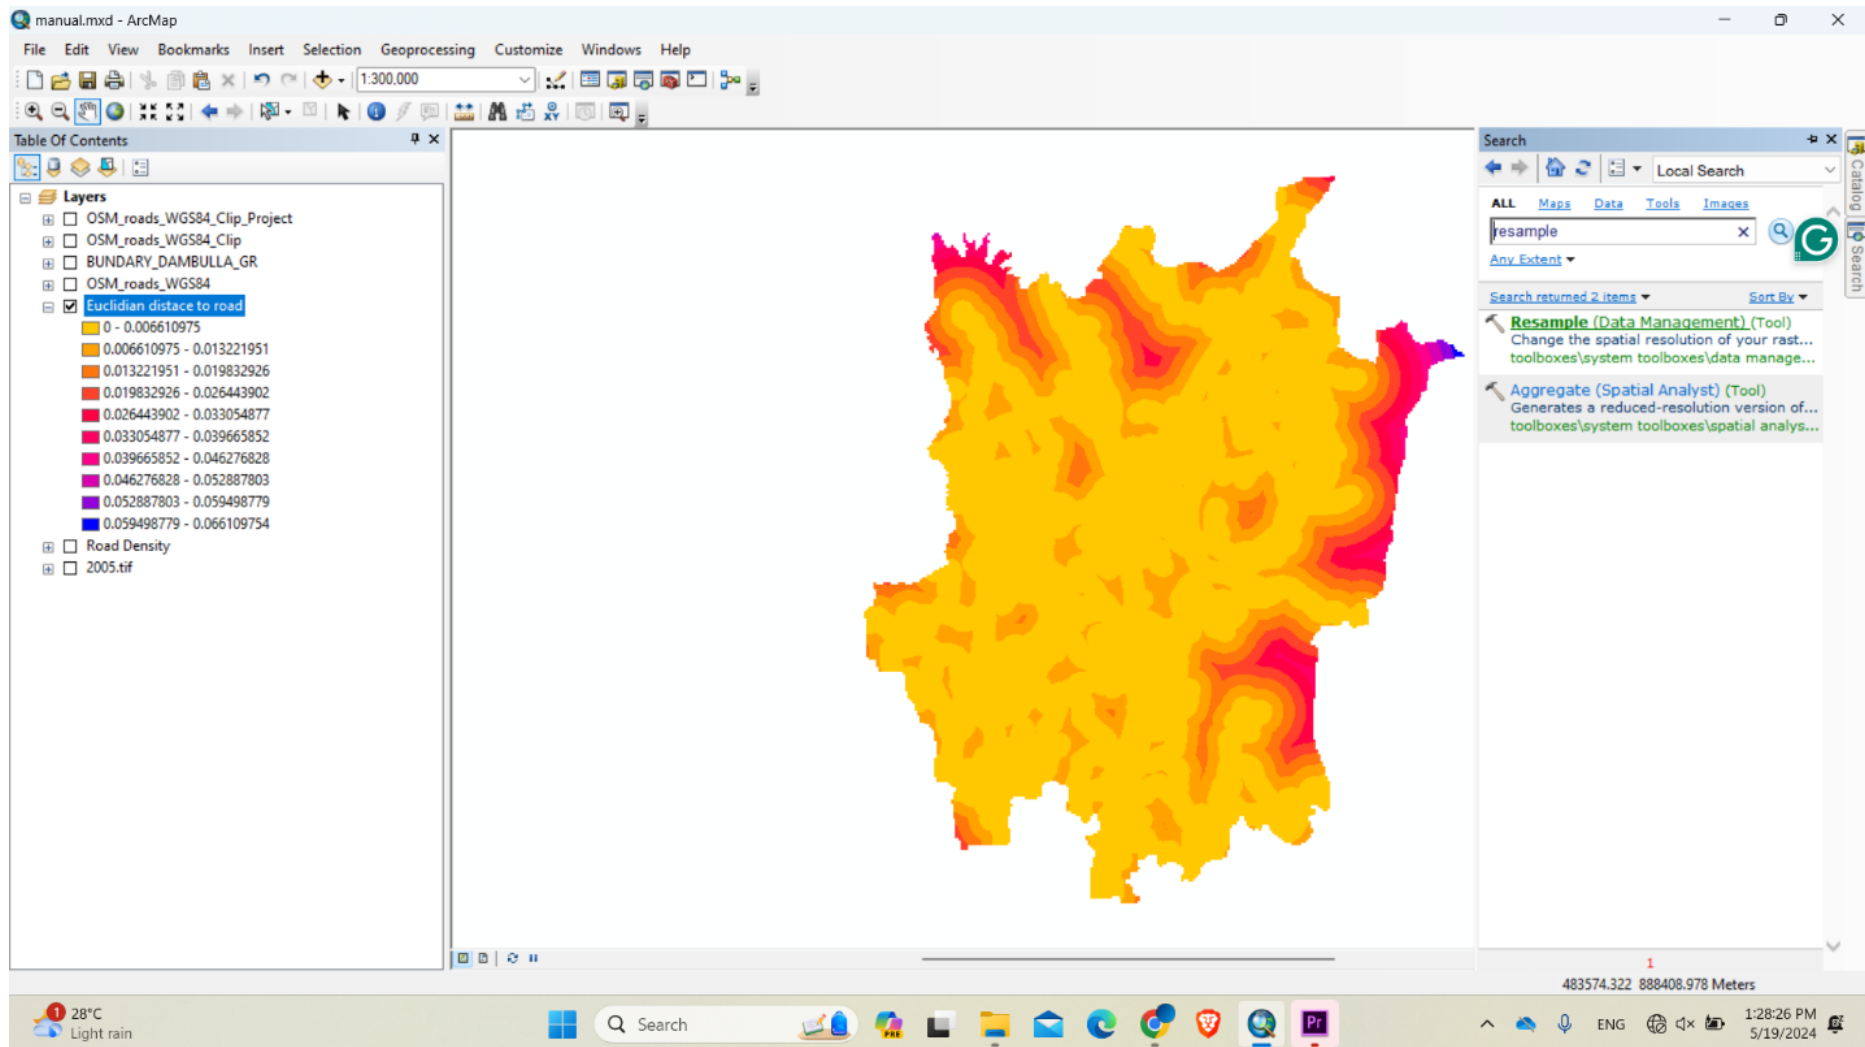 manual.mxd - ArcMap
File Edit View Bookmarks Insert Selection Geoprocessing Customize Windows Help
1:300.000
Table Of Contents
Layers
OSM_roads_WGS84_Clip_Project
OSM_roads_WGS84_Clip
BUNDARY_DAMBULLA_GR
OSM_roads_WGS84
Euclidian distace to road
0 - 0.006610975
0.006610975 - 0.013221951
0.013221951 - 0.019832926
0.019832926 - 0.026443902
0.026443902 - 0.033054877
0.033054877 - 0.039665852
0.039665852 - 0.046276828
0.046276828 - 0.052887803
0.052887803 - 0.059498779
0.059498779 - 0.066109754
Road Density
2005.tif
Search
Local Search
ALL Maps Data Tools Images
resample
Any Extent
Search returned 2 items Sort By
Resample (Data Management) (Tool)
Change the spatial resolution of your rast...
toolboxes\system toolboxes\data manage...
Aggregate (Spatial Analyst) (Tool)
Generates a reduced-resolution version of...
toolboxes\system toolboxes\spatial analys...
1
Catalog
Search
483574.322 888408.978 Meters
1
28°C
Light rain
Search
PRE
Pr
ENG
1:28:26 PM
5/19/2024